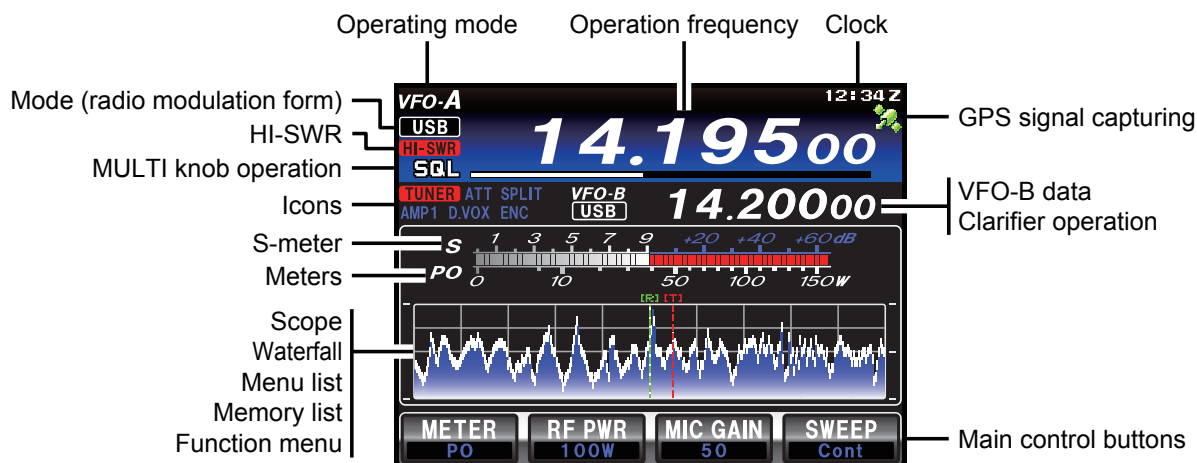 Operating mode
Operation frequency
Clock
Mode (radio modulation form)
HI-SWR
MULTI knob operation
Icons
S-meter
Meters
Scope
Waterfall
Menu list
Memory list
Function menu
VFO-A
12:34Z
USB
HI-SWR
SQL
14.19500
TUNER ATT SPLIT
AMP1 D.VOX ENC
VFO-B
USB
14.20000
S 1 3 5 7 9 +20 +40 +60dB
PO 0 10 50 100 150W
[R] [T]
METER
PO
RF PWR
100W
MIC GAIN
50
SWEEP
Cont
GPS signal capturing
VFO-B data
Clarifier operation
Main control buttons